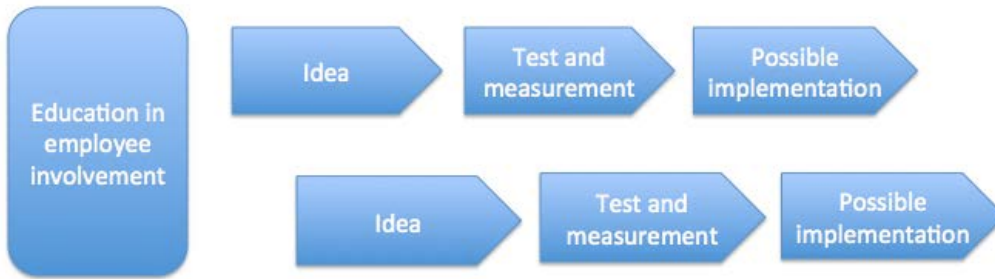 Education in
employee
involvement
Idea
Test and
measurement
Possible
implementation
Idea
Test and
measurement
Possible
implementation